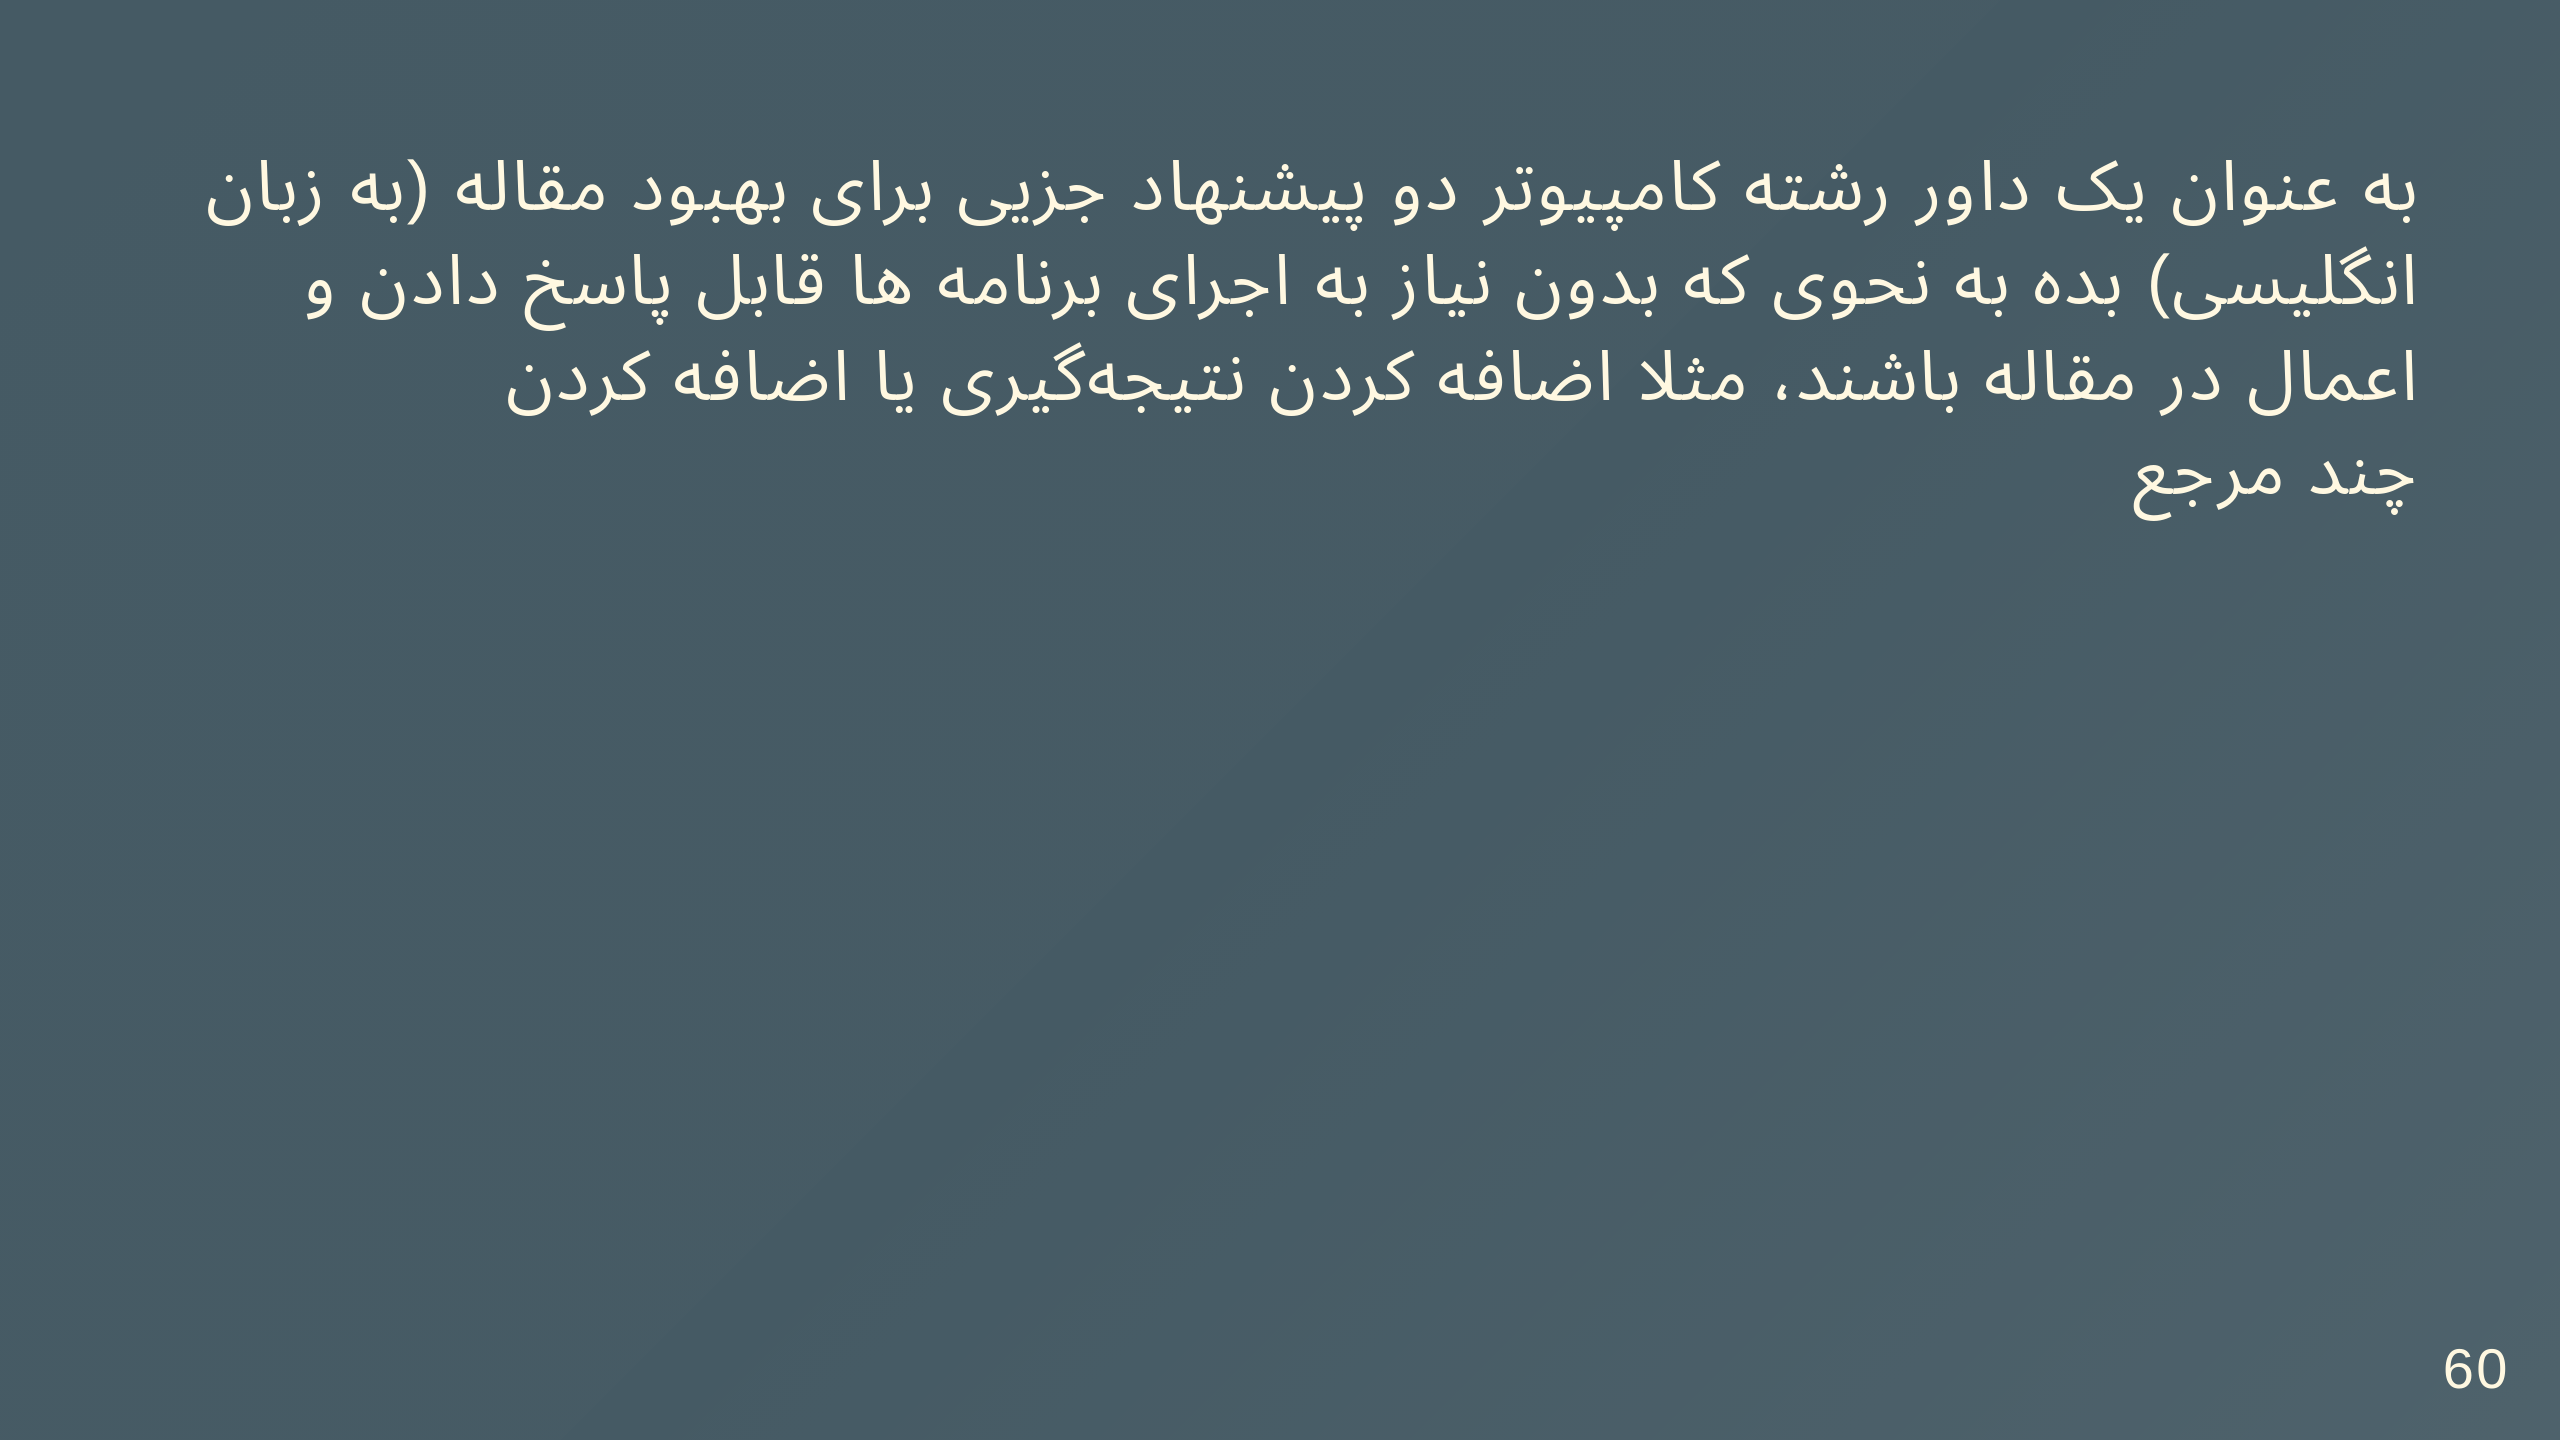 به عنوان یک داور رشته کامپیوتر دو پیشنهاد جزیی برای بهبود مقاله (به زبان
انگلیسی) بده به نحوی که بدون نیاز به اجرای برنامه ها قابل پاسخ دادن و
اعمال در مقاله باشند، مثلا اضافه کردن نتیجه‌گیری یا اضافه کردن
چند مرجع
60